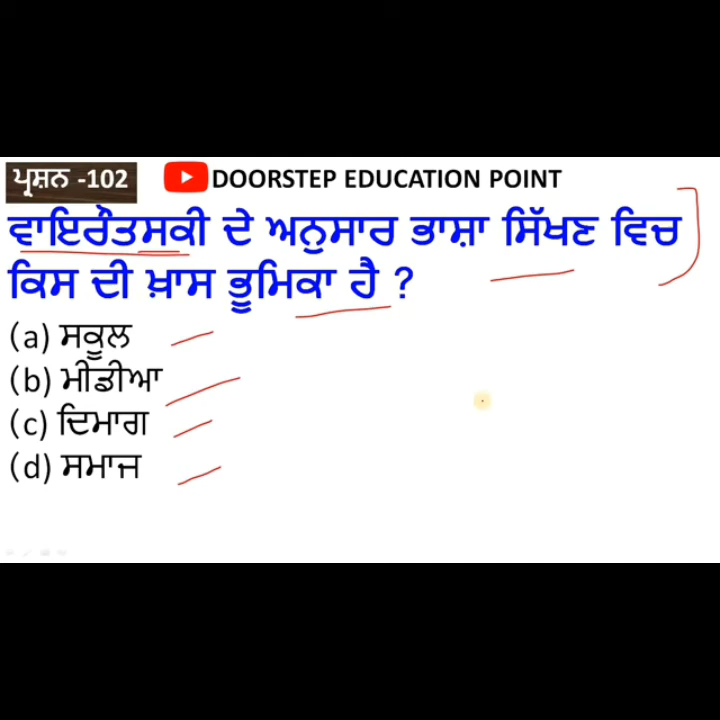 ਪ੍ਰਸ਼ਨ -102 DOORSTEP EDUCATION POINT
ਵਾਇਰੌਤਸਕੀ ਦੇ ਅਨੁਸਾਰ ਭਾਸ਼ਾ ਸਿੱਖਣ ਵਿਚ
ਕਿਸ ਦੀ ਖ਼ਾਸ ਭੂਮਿਕਾ ਹੈ ?
(a) ਸਕੂਲ
(b) ਮੀਡੀਆ
(c) ਦਿਮਾਗ
(d) ਸਮਾਜ